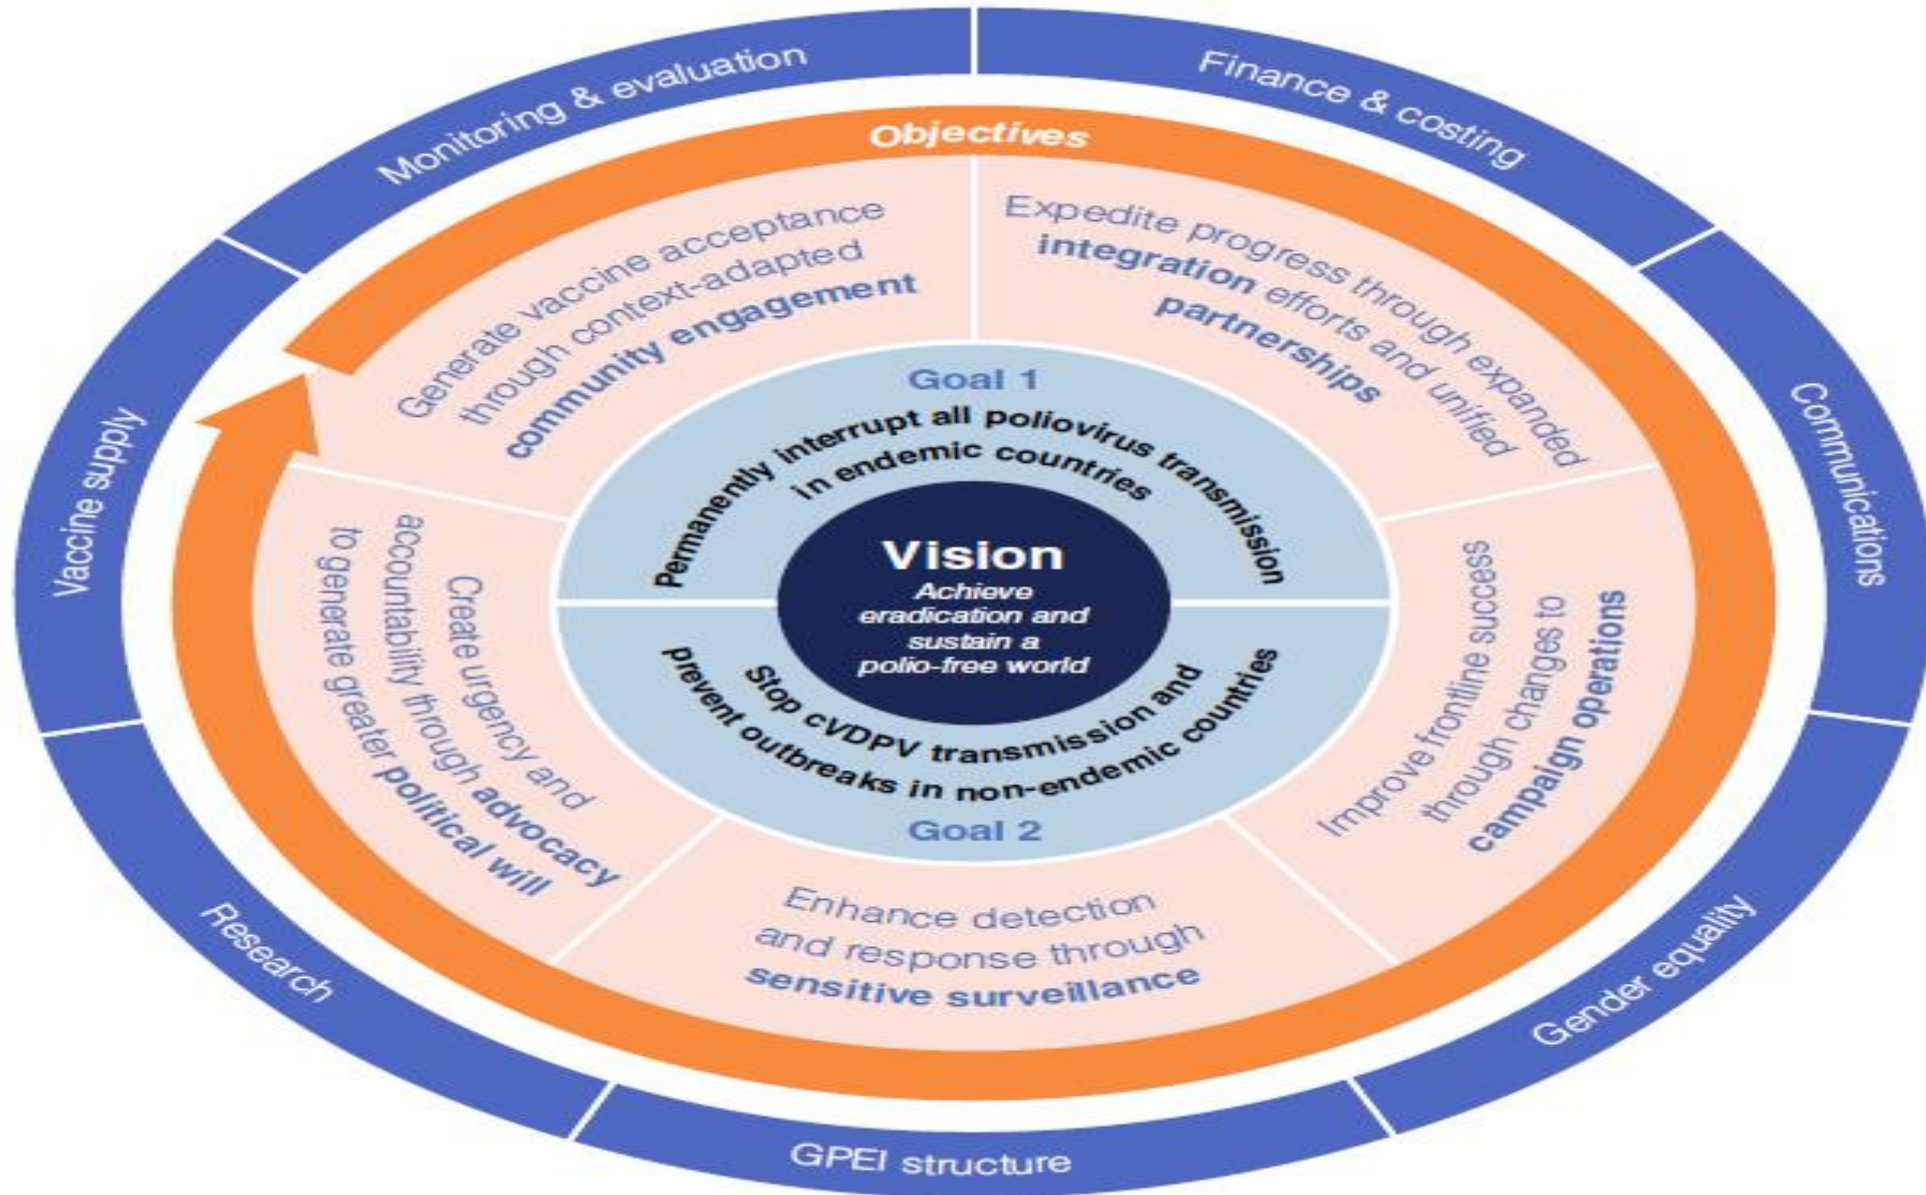 Monitoring & evaluation
Finance & costing
Communications
Gender equality
GPEI structure
Research
Vaccine supply
Objectives
Generate vaccine acceptance
through context-adapted
community engagement
Expedite progress through expanded
integration efforts and unified
partnerships
Improve frontline success
through changes to
campaign operations
Enhance detection
and response through
sensitive surveillance
Create urgency and
accountability through advocacy
to generate greater political will
Goal 1
Permanently interrupt all poliovirus transmission
in endemic countries
Vision
Achieve
eradication and
sustain a
polio-free world
Stop cVDPV transmission and
prevent outbreaks in non-endemic countries
Goal 2